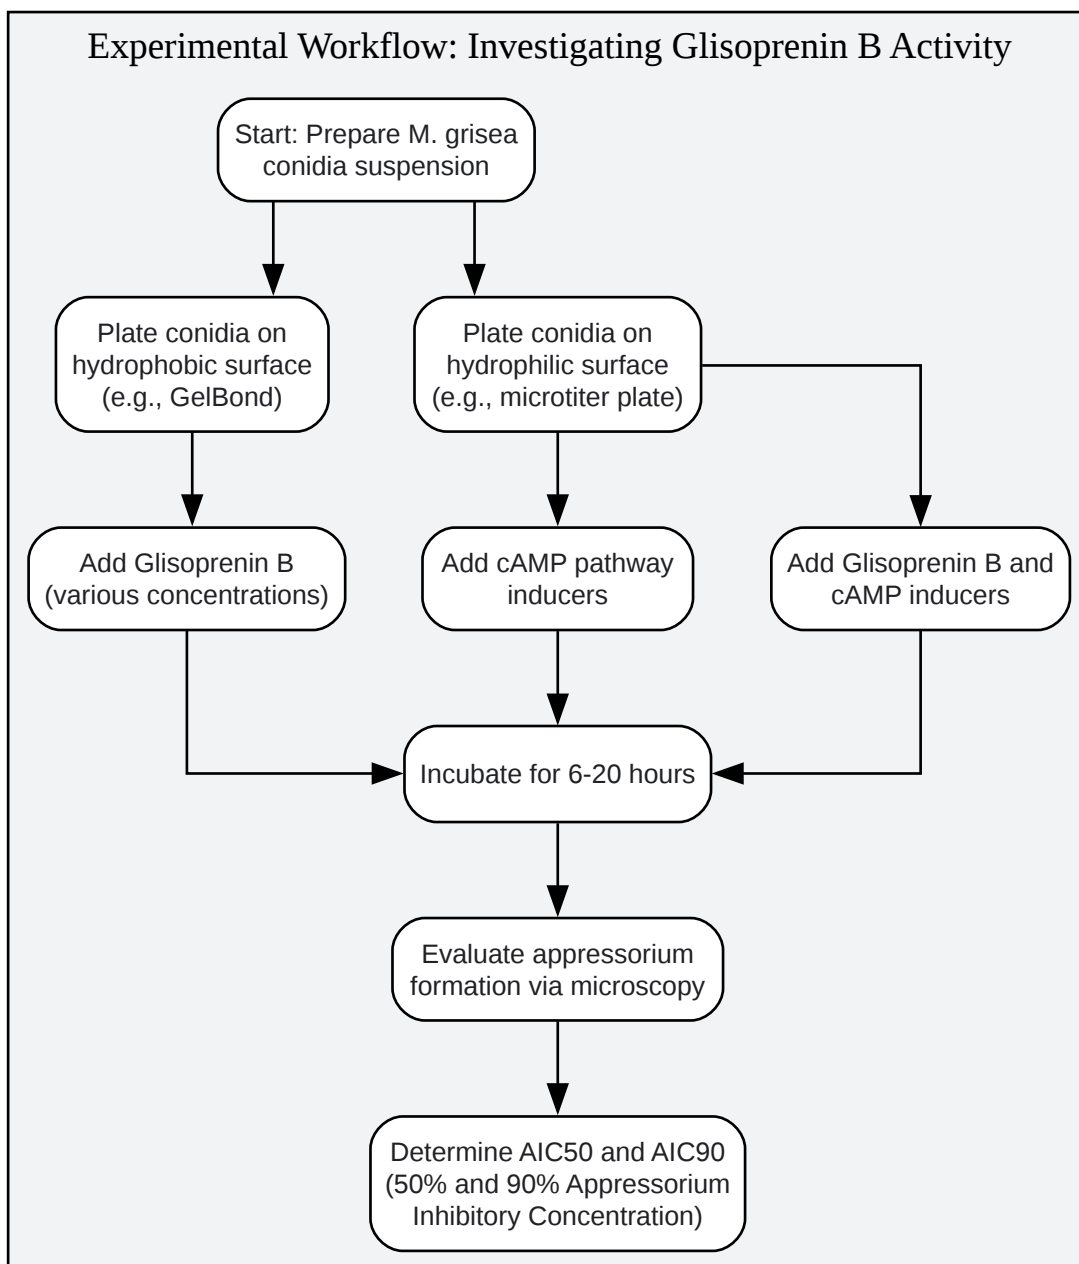 Experimental Workflow: Investigating Glisoprenin B Activity
Start: Prepare M. grisea
conidia suspension
Plate conidia on
hydrophobic surface
(e.g., GelBond)
Plate conidia on
hydrophilic surface
(e.g., microtiter plate)
Add Glisoprenin B
(various concentrations)
Add cAMP pathway
inducers
Add Glisoprenin B and
cAMP inducers
Incubate for 6-20 hours
Evaluate appressorium
formation via microscopy
Determine AIC50 and AIC90
(50% and 90% Appressorium
Inhibitory Concentration)